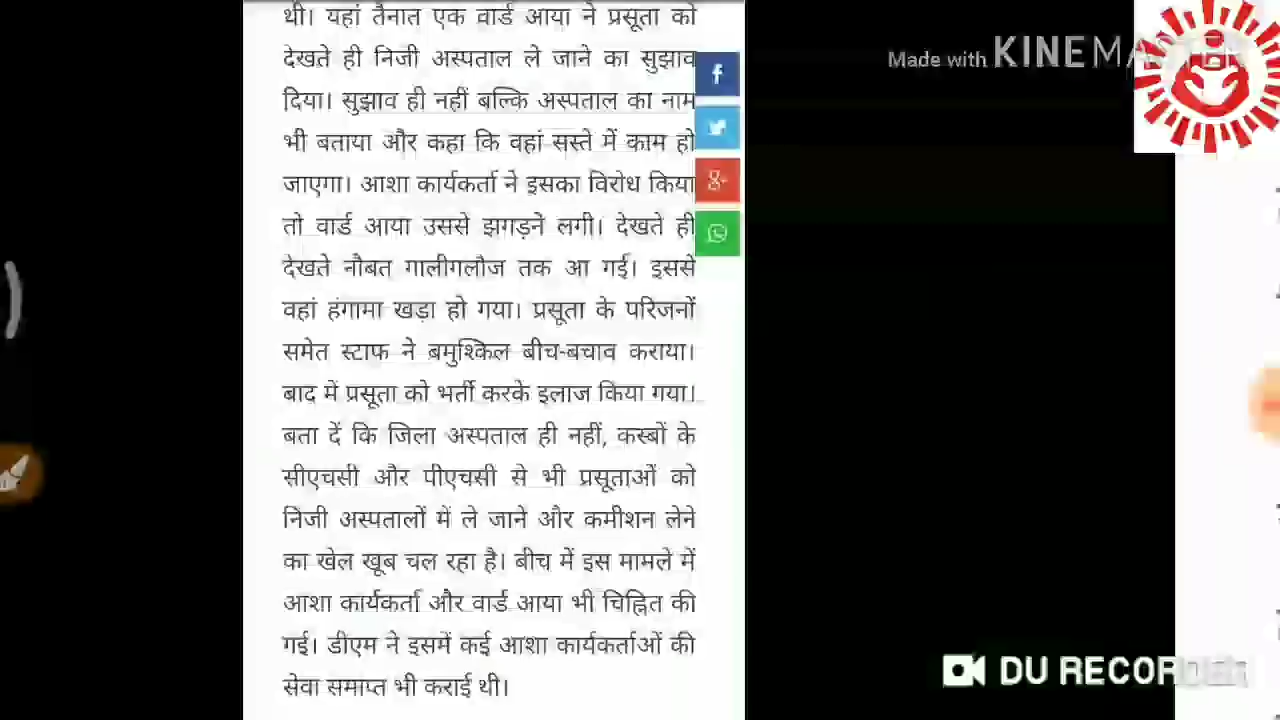 थी। यहां तैनात एक वार्ड आया ने प्रसूता को
देखते ही निजी अस्पताल ले जाने का सुझाव
दिया। सुझाव ही नहीं बल्कि अस्पताल का नाम
भी बताया और कहा कि वहां सस्ते में काम हो
जाएगा। आशा कार्यकर्ता ने इसका विरोध किया
तो वार्ड आया उससे झगड़ने लगी। देखते ही
देखते नौबत गालीगलौज तक आ गई। इससे
वहां हंगामा खड़ा हो गया। प्रसूता के परिजनों
समेत स्टाफ ने बमुश्किल बीच-बचाव कराया।
बाद में प्रसूता को भर्ती करके इलाज किया गया।
बता दें कि जिला अस्पताल ही नहीं, कस्बों के
सीएचसी और पीएचसी से भी प्रसूताओं को
निजी अस्पतालों में ले जाने और कमीशन लेने
का खेल खूब चल रहा है। बीच में इस मामले में
आशा कार्यकर्ता और वार्ड आया भी चिह्नित की
गई। डीएम ने इसमें कई आशा कार्यकर्ताओं की
सेवा समाप्त भी कराई थी।
f
g+
Made with KINEMASTER
DU RECORDER